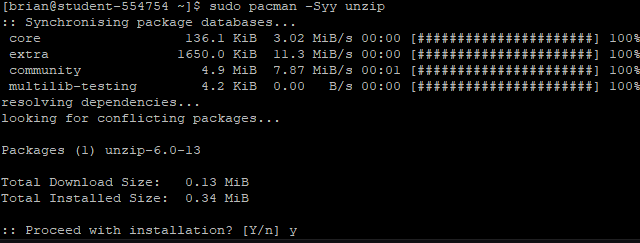 [brian@student-554754 ~]$ sudo pacman -Syy unzip
:: Synchronising package databases...
 core                  136.1 KiB  3.02 MiB/s 00:00 [######################] 100%
 extra                1650.0 KiB  11.3 MiB/s 00:00 [######################] 100%
 community               4.9 MiB  7.87 MiB/s 00:01 [######################] 100%
 multilib-testing        4.2 KiB  0.00   B/s 00:00 [######################] 100%
resolving dependencies...
looking for conflicting packages...
Packages (1) unzip-6.0-13
Total Download Size:   0.13 MiB
Total Installed Size:  0.34 MiB
:: Proceed with installation? [Y/n] y